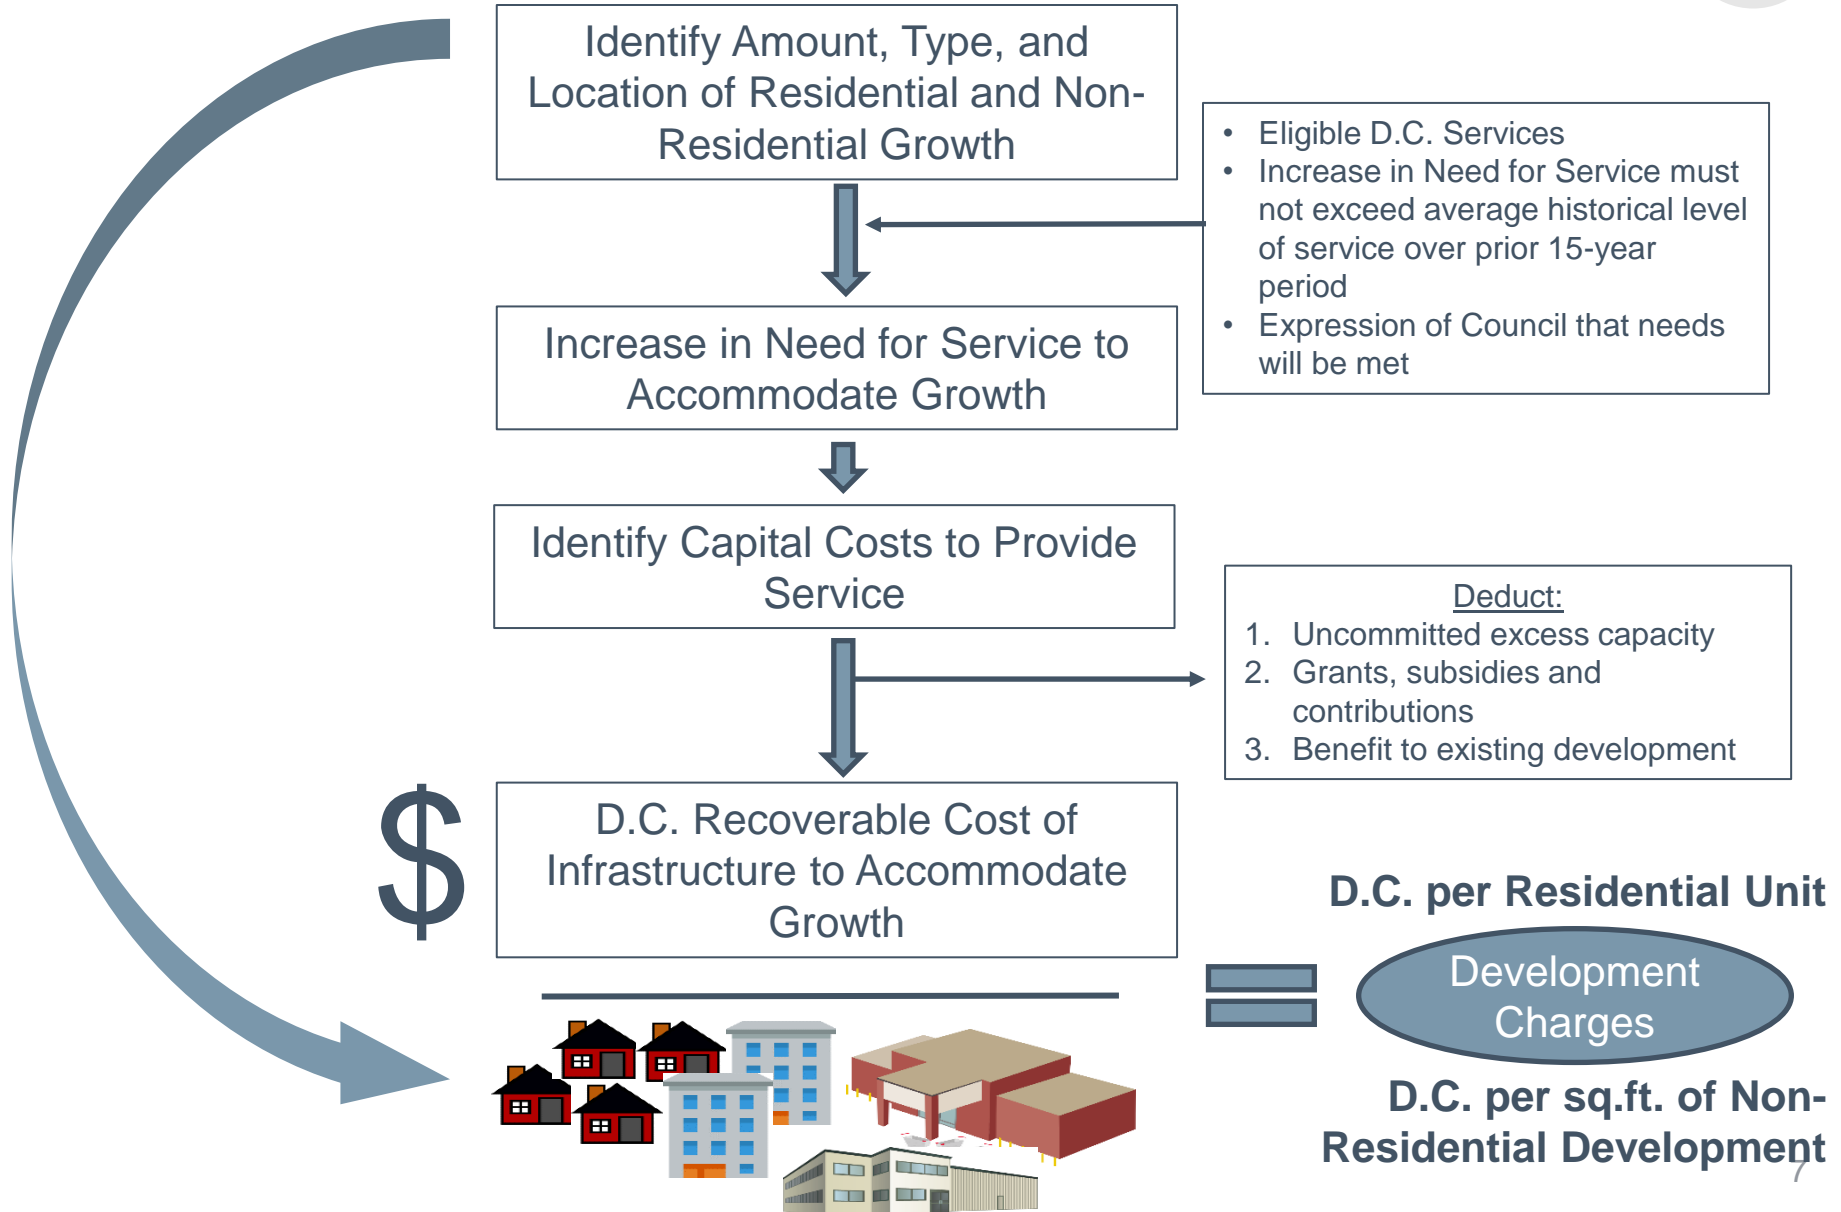 Identify Amount, Type, and
Location of Residential and Non-
Residential Growth
• Eligible D.C. Services
• Increase in Need for Service must
not exceed average historical level
of service over prior 15-year
period
• Expression of Council that needs
will be met
Increase in Need for Service to
Accommodate Growth
Identify Capital Costs to Provide
Service
Deduct:
1. Uncommitted excess capacity
2. Grants, subsidies and
contributions
3. Benefit to existing development
$
D.C. Recoverable Cost of
Infrastructure to Accommodate
Growth
D.C. per Residential Unit
Development
Charges
D.C. per sq.ft. of Non-
Residential Development
7